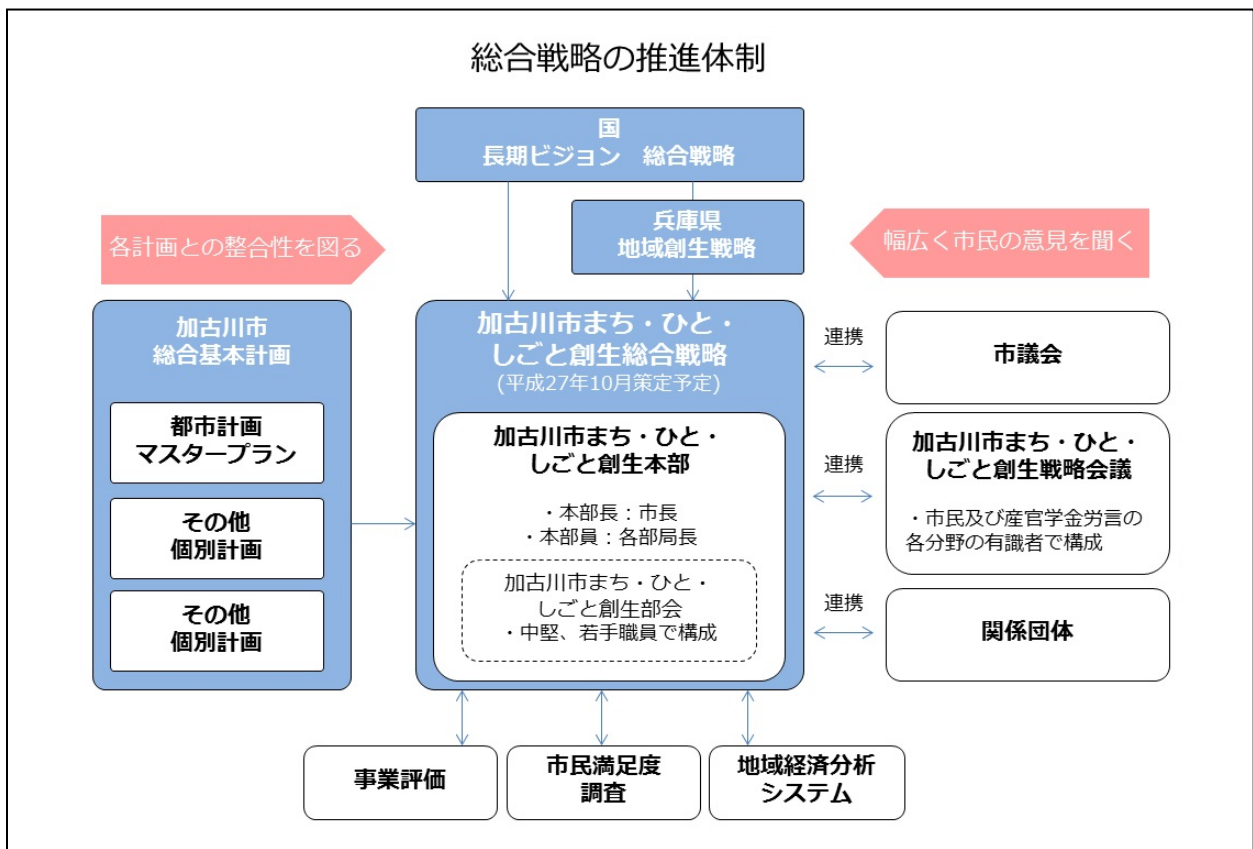 総合戦略の推進体制
国
長期ビジョン　総合戦略
兵庫県
地域創生戦略
各計画との整合性を図る
幅広く市民の意見を聞く
加古川市
総合基本計画
都市計画
マスタープラン
その他
個別計画
その他
個別計画
加古川市まち・ひと・
しごと創生総合戦略
(平成27年10月策定予定)
加古川市まち・ひと・
しごと創生本部
・本部長：市長
・本部員：各部局長
加古川市まち・ひと・
しごと創生部会
・中堅、若手職員で構成
連携
市議会
連携
加古川市まち・ひと・
しごと創生戦略会議
・市民及び産官学金労言の
各分野の有識者で構成
連携
関係団体
事業評価
市民満足度
調査
地域経済分析
システム